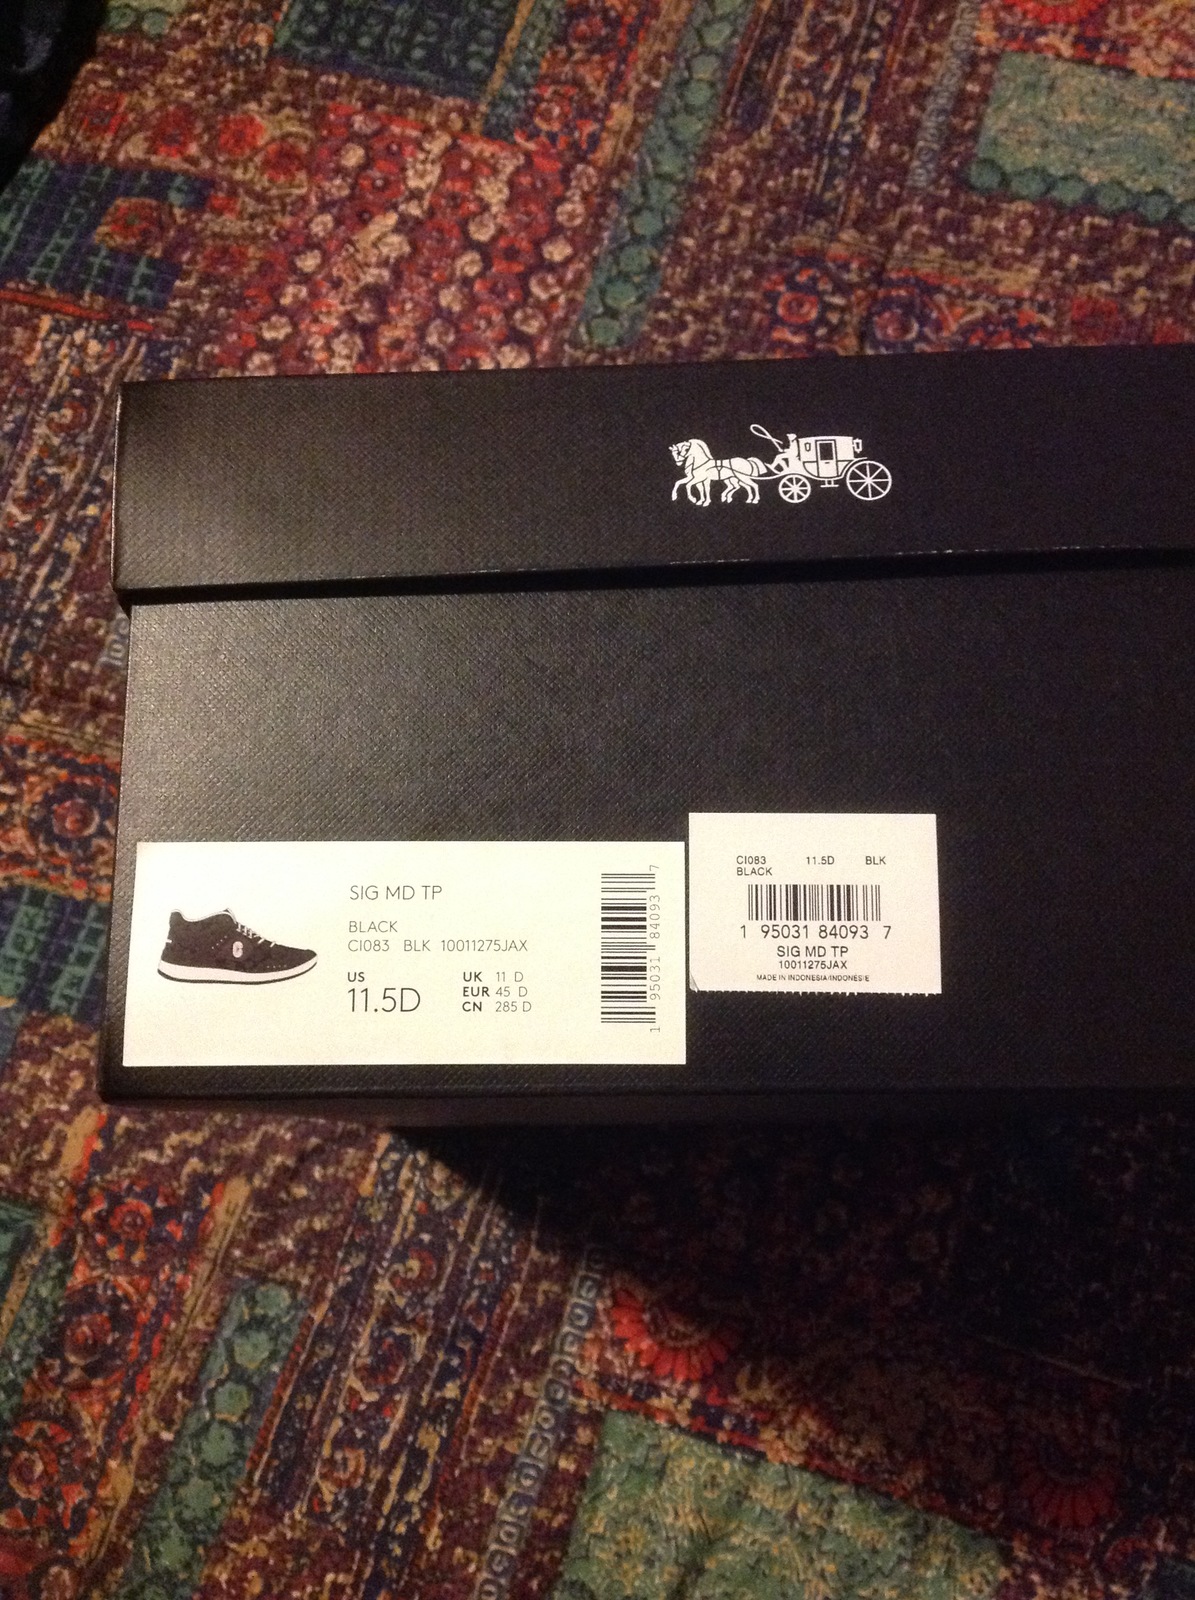 SIG MD TP
BLACK
CI083 BLK 10011275JAX
US
11.5D
UK 11 D
EUR 45 D
CN 285 D
1 95031 84093 7
CI083 11.5D BLK
BLACK
1 95031 84093 7
SIG MD TP
10011275JAX
MADE IN INDONESIA/INDONÉSIE